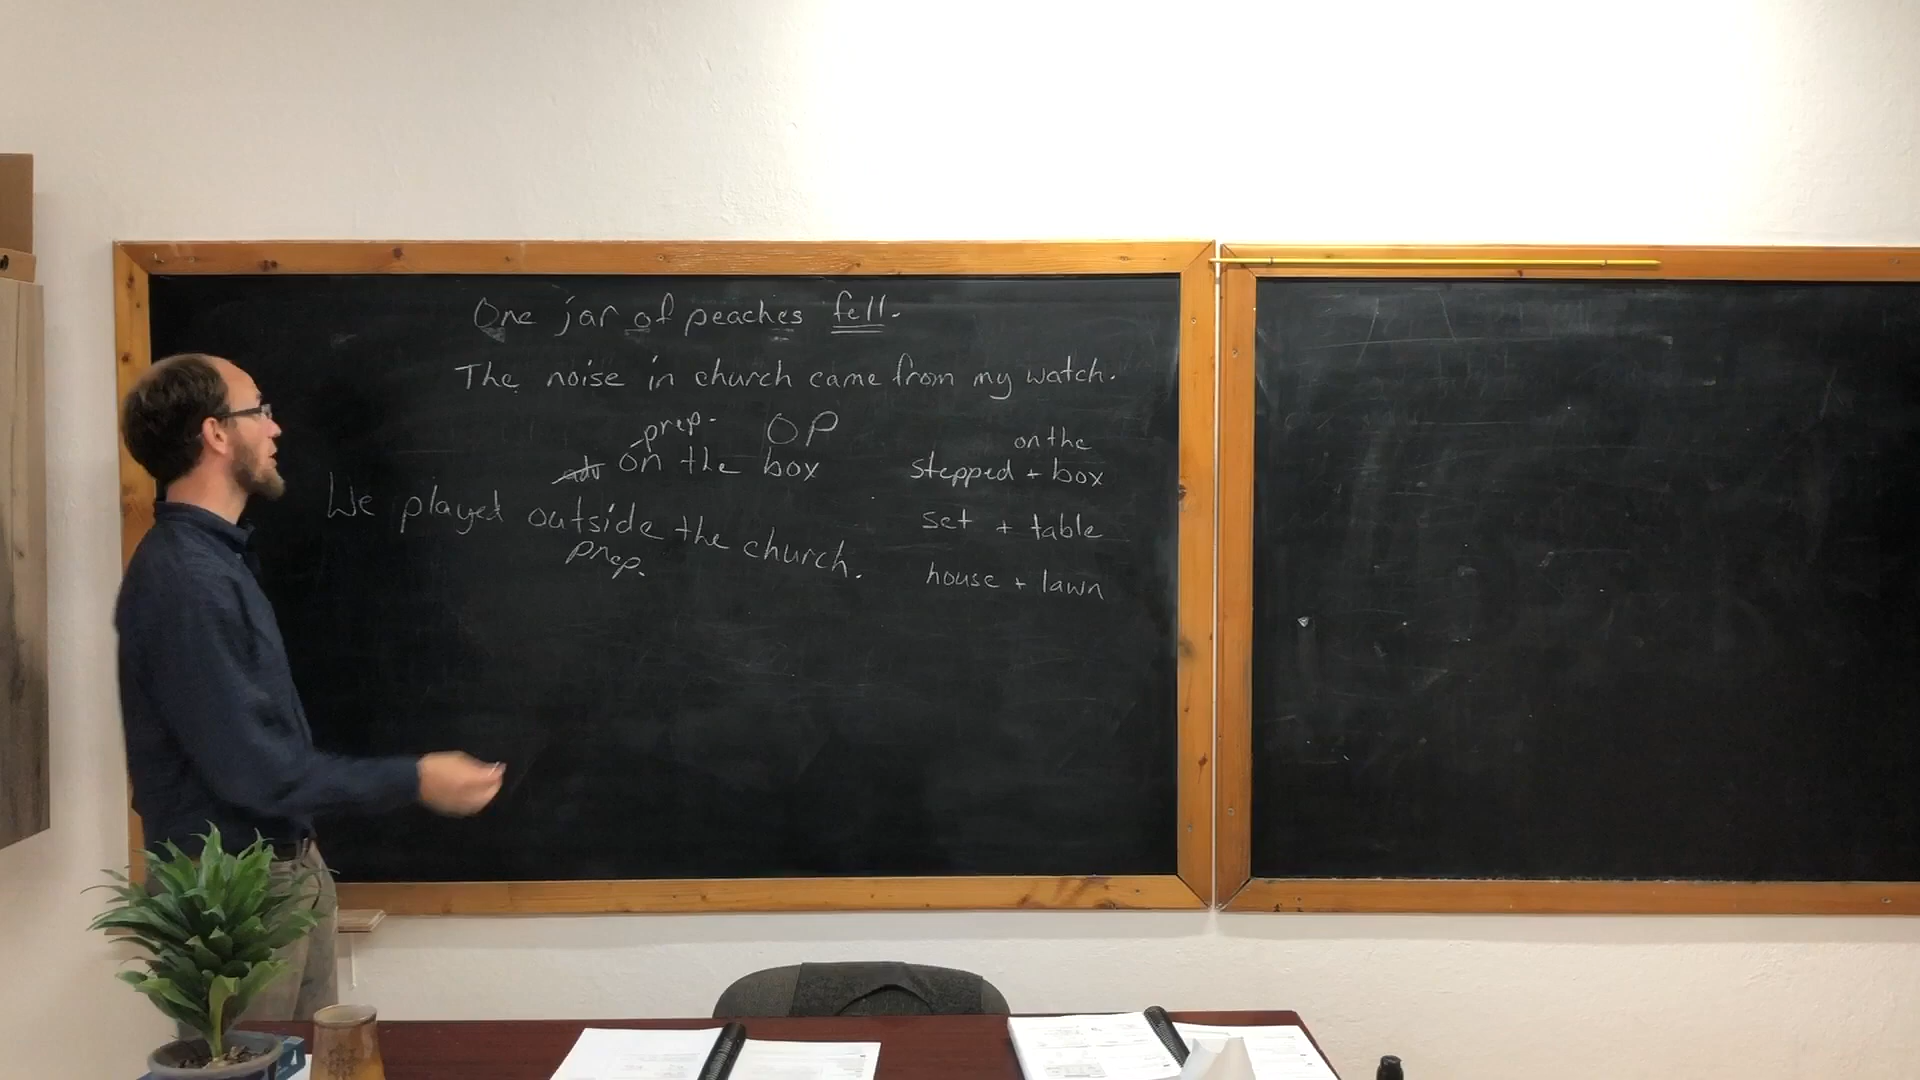 One jar of peaches fell.
The noise in church came from my watch.
prep. OP
adv on the box
We played outside the church.
prep.
on the
stepped + box
set + table
house + lawn